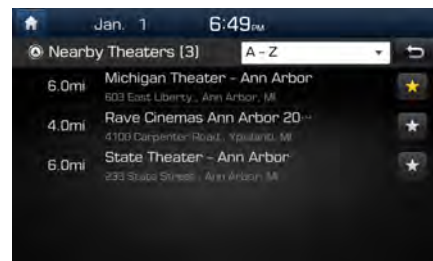 Jan. 1 6:49PM
Nearby Theaters (3) A - Z
6.0mi Michigan Theater - Ann Arbor
603 East Liberty, Ann Arbor, MI
4.0mi Rave Cinemas Ann Arbor 20...
4100 Carpenter Road, Ypsilanti, MI
6.0mi State Theater - Ann Arbor
233 State Street, Ann Arbor, MI